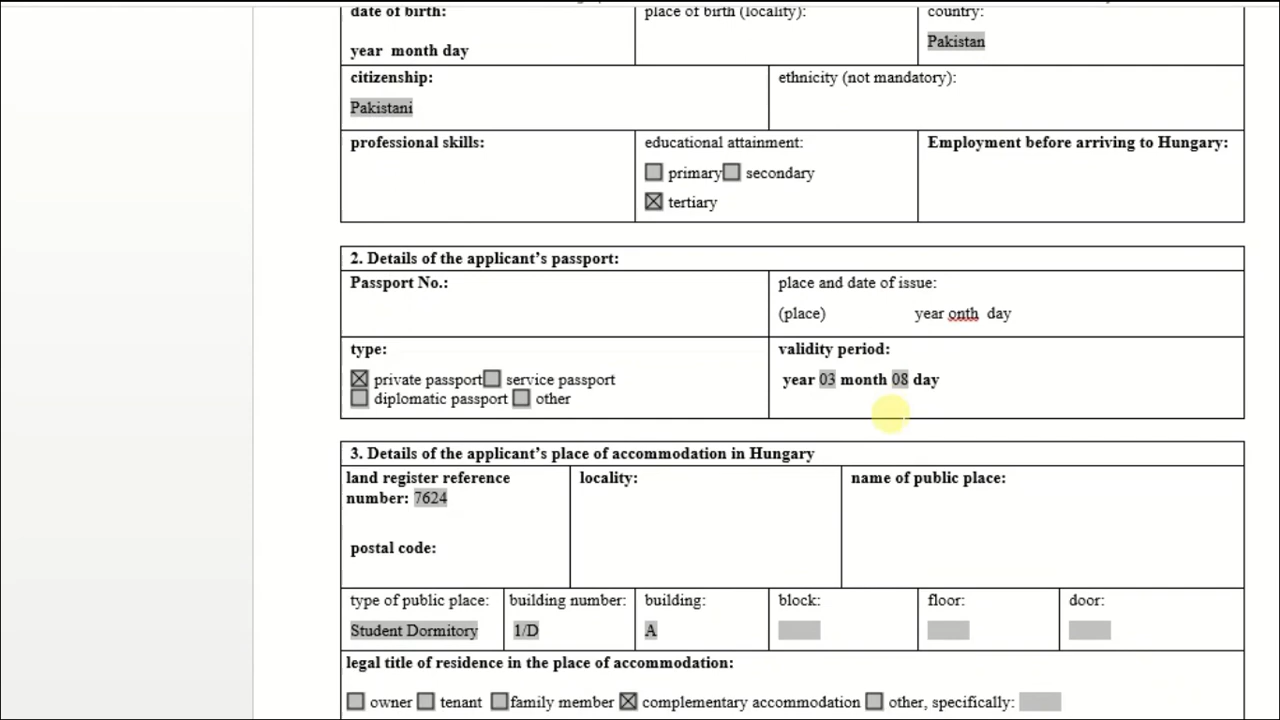 date of birth:
place of birth (locality):
country:
Pakistan
year month day
citizenship:
ethnicity (not mandatory):
Pakistani
professional skills:
educational attainment:
Employment before arriving to Hungary:
primary secondary
tertiary
2. Details of the applicant's passport:
Passport No.:
place and date of issue:
(place) year onth day
type:
validity period:
private passport service passport
year 03 month 08 day
diplomatic passport other
3. Details of the applicant's place of accommodation in Hungary
land register reference
number: 7624
locality:
name of public place:
postal code:
type of public place:
building number:
building:
block:
floor:
door:
Student Dormitory
1/D
A
legal title of residence in the place of accommodation:
owner tenant family member complementary accommodation other, specifically: